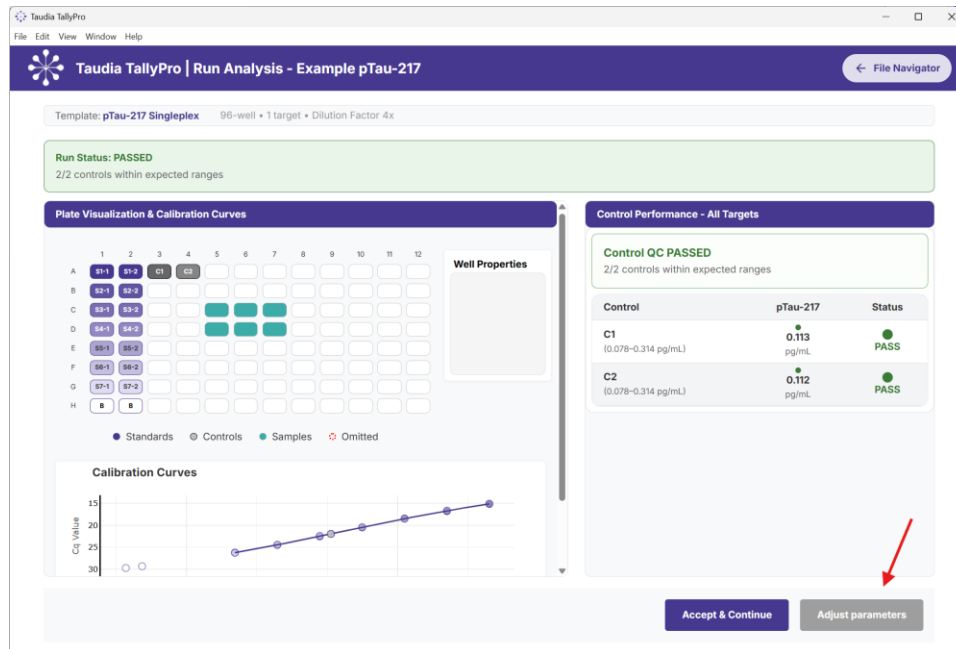 Taudia TallyPro
File Edit View Window Help
Taudia TallyPro | Run Analysis - Example pTau-217
← File Navigator
Template: pTau-217 Singleplex 96-well • 1 target • Dilution Factor 4x
Run Status: PASSED
2/2 controls within expected ranges
Plate Visualization & Calibration Curves
1 2 3 4 5 6 7 8 9 10 11 12
A S1-1 S1-2 C1 C2
B S2-1 S2-2
C S3-1 S3-2
D S4-1 S4-2
E S5-1 S5-2
F S6-1 S6-2
G S7-1 S7-2
H B B
Well Properties
Standards Controls Samples Omitted
Calibration Curves
Cq Value
15
20
25
30
Control Performance - All Targets
Control QC PASSED
2/2 controls within expected ranges
Control pTau-217 Status
C1 0.113 PASS
(0.078–0.314 pg/mL) pg/mL
C2 0.112 PASS
(0.078–0.314 pg/mL) pg/mL
Accept & Continue
Adjust parameters